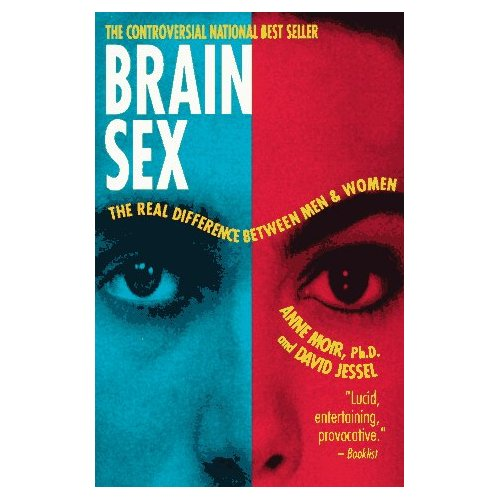 THE CONTROVERSIAL NATIONAL BEST SELLER
BRAIN
SEX
THE REAL DIFFERENCE BETWEEN MEN & WOMEN
ANNE MOIR, Ph.D.
and DAVID JESSEL
"Lucid,
entertaining,
provocative."
– Booklist